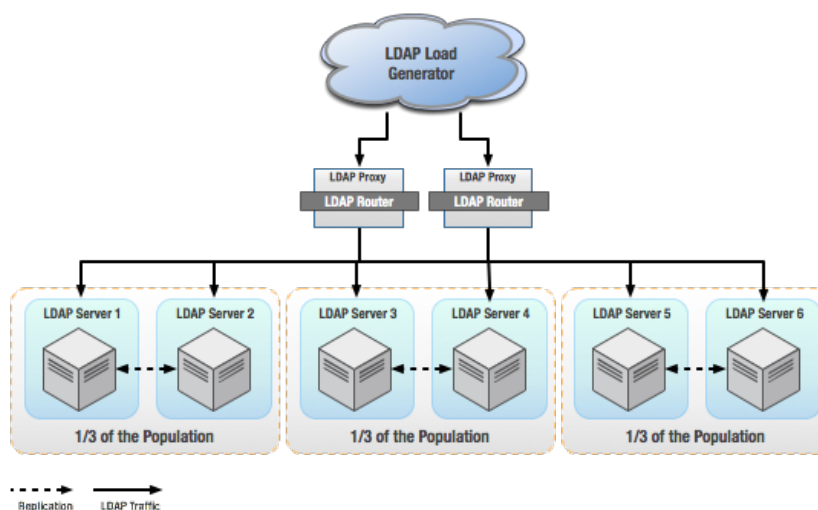 LDAP Load
Generator
LDAP Proxy
LDAP Router
LDAP Proxy
LDAP Router
LDAP Server 1
LDAP Server 2
LDAP Server 3
LDAP Server 4
LDAP Server 5
LDAP Server 6
1/3 of the Population
1/3 of the Population
1/3 of the Population
Replication
LDAP Traffic